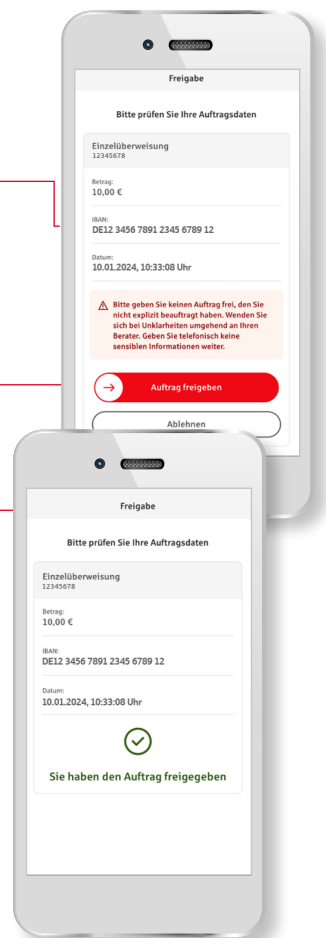 Freigabe
Bitte prüfen Sie Ihre Auftragsdaten
Einzelüberweisung
12345678
Betrag:
10,00 €
IBAN:
DE12 3456 7891 2345 6789 12
Datum:
10.01.2024, 10:33:08 Uhr
Bitte geben Sie keinen Auftrag frei, den Sie
nicht explizit beauftragt haben. Wenden Sie
sich bei Unklarheiten umgehend an Ihren
Berater. Geben Sie telefonisch keine
sensiblen Informationen weiter.
Auftrag freigeben
Ablehnen
Freigabe
Bitte prüfen Sie Ihre Auftragsdaten
Einzelüberweisung
12345678
Betrag:
10,00 €
IBAN:
DE12 3456 7891 2345 6789 12
Datum:
10.01.2024, 10:33:08 Uhr
Sie haben den Auftrag freigegeben